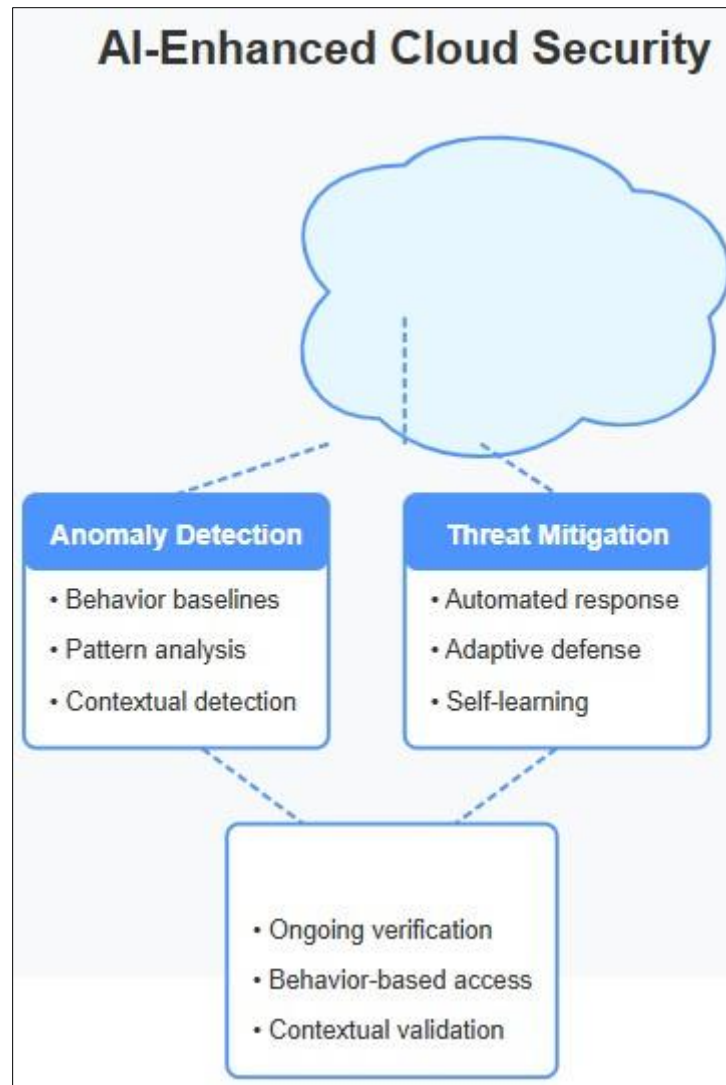 AI-Enhanced Cloud Security
Anomaly Detection
• Behavior baselines
• Pattern analysis
• Contextual detection
Threat Mitigation
• Automated response
• Adaptive defense
• Self-learning
• Ongoing verification
• Behavior-based access
• Contextual validation